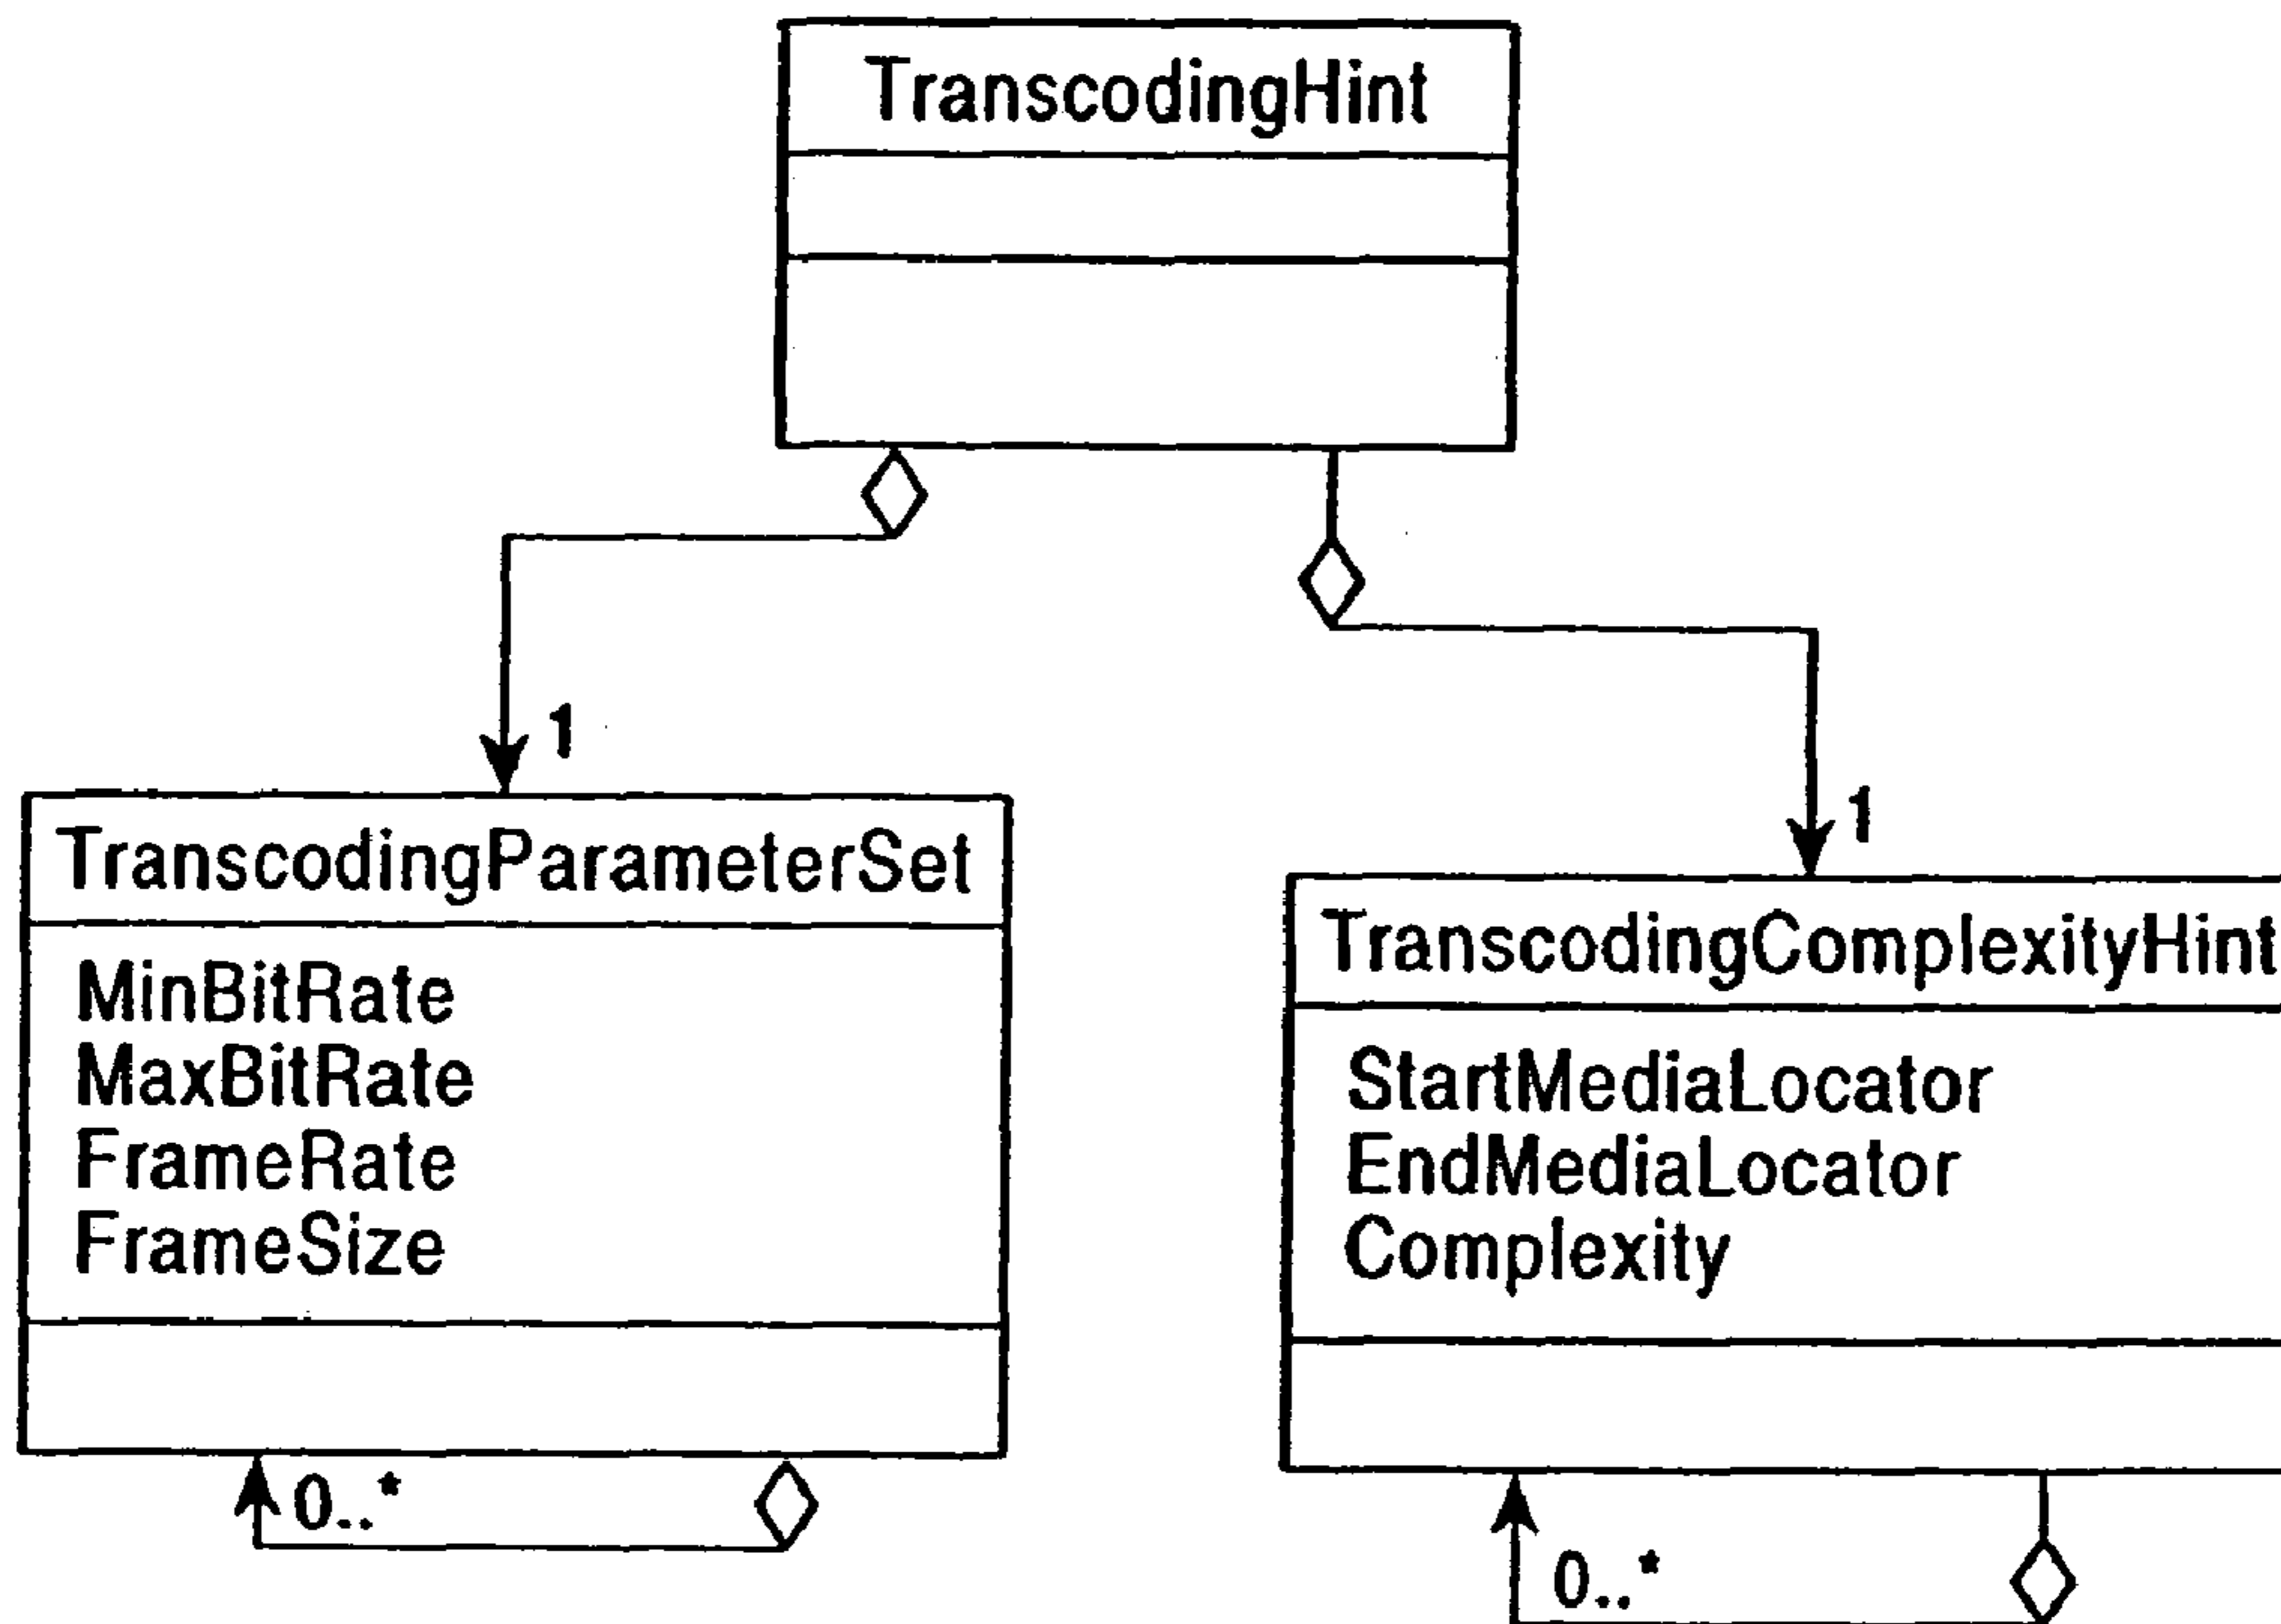 TranscodingHint
1
1
TranscodingParameterSet
MinBitRate
MaxBitRate
FrameRate
FrameSize
0..*
TranscodingComplexityHint
StartMediaLocator
EndMediaLocator
Complexity
0..*